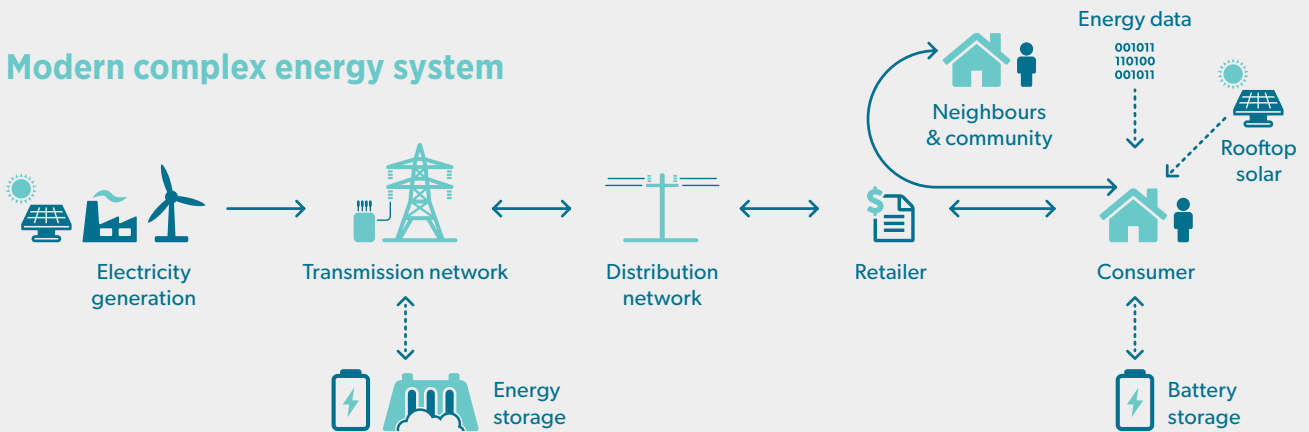 Modern complex energy system
Energy data
001011
110100
001011
Neighbours
& community
Rooftop
solar
$
Electricity
generation
Transmission network
Distribution
network
Retailer
Consumer
Energy
storage
Battery
storage